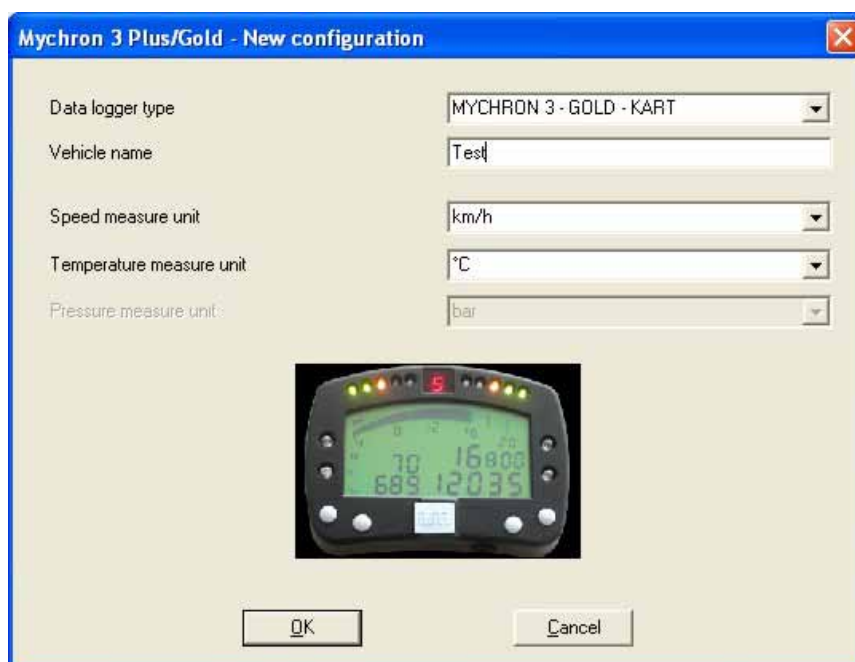 Mychron 3 Plus/Gold - New configuration
Data logger type MYCHRON 3 - GOLD - KART
Vehicle name Test
Speed measure unit km/h
Temperature measure unit °C
Pressure measure unit bar
5
8
70 16800
689 12035
OK Cancel